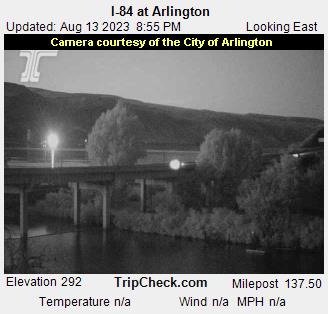 I-84 at Arlington
Updated: Aug 13 2023 8:55 PM Looking East
Camera courtesy of the City of Arlington
Elevation 292 TripCheck.com Milepost 137.50
Temperature n/a Wind n/a MPH n/a